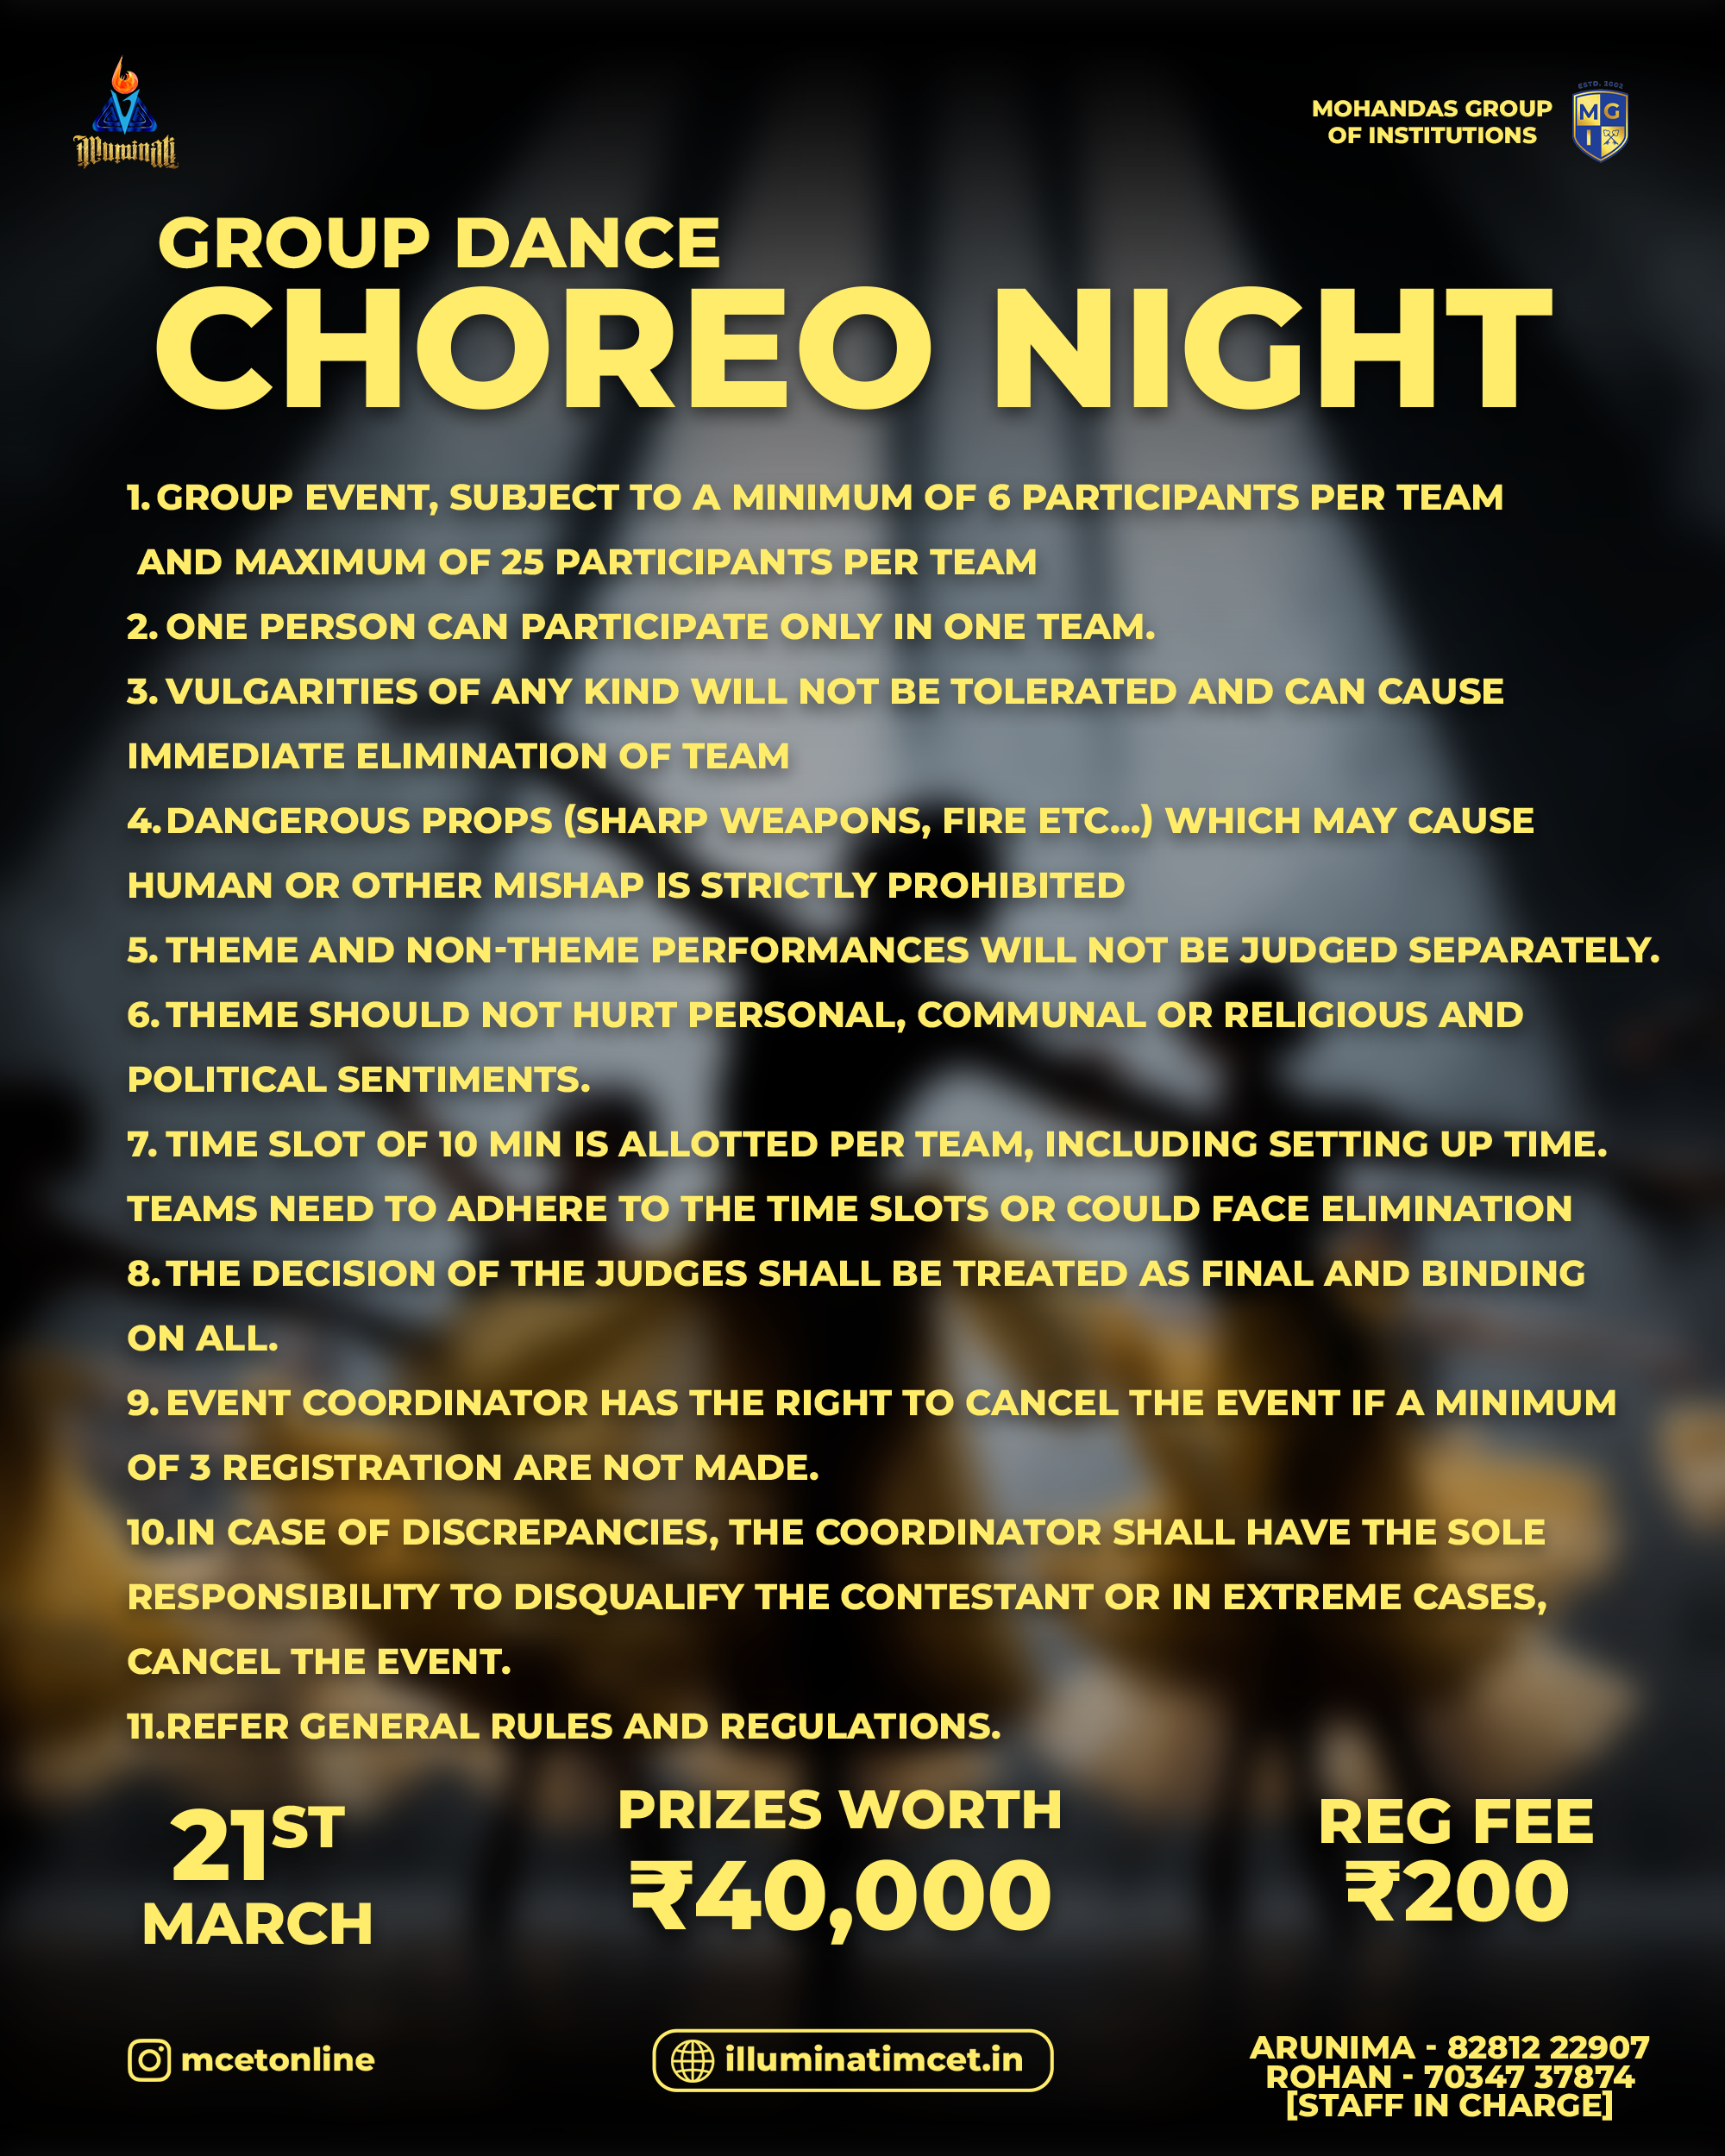 Illuminati
ESTD. 2002
MOHANDAS GROUP
OF INSTITUTIONS
M G
I
GROUP DANCE
CHOREO NIGHT
1. GROUP EVENT, SUBJECT TO A MINIMUM OF 6 PARTICIPANTS PER TEAM
AND MAXIMUM OF 25 PARTICIPANTS PER TEAM
2. ONE PERSON CAN PARTICIPATE ONLY IN ONE TEAM.
3. VULGARITIES OF ANY KIND WILL NOT BE TOLERATED AND CAN CAUSE
IMMEDIATE ELIMINATION OF TEAM
4. DANGEROUS PROPS (SHARP WEAPONS, FIRE ETC...) WHICH MAY CAUSE
HUMAN OR OTHER MISHAP IS STRICTLY PROHIBITED
5. THEME AND NON-THEME PERFORMANCES WILL NOT BE JUDGED SEPARATELY.
6. THEME SHOULD NOT HURT PERSONAL, COMMUNAL OR RELIGIOUS AND
POLITICAL SENTIMENTS.
7. TIME SLOT OF 10 MIN IS ALLOTTED PER TEAM, INCLUDING SETTING UP TIME.
TEAMS NEED TO ADHERE TO THE TIME SLOTS OR COULD FACE ELIMINATION
8. THE DECISION OF THE JUDGES SHALL BE TREATED AS FINAL AND BINDING
ON ALL.
9. EVENT COORDINATOR HAS THE RIGHT TO CANCEL THE EVENT IF A MINIMUM
OF 3 REGISTRATION ARE NOT MADE.
10.IN CASE OF DISCREPANCIES, THE COORDINATOR SHALL HAVE THE SOLE
RESPONSIBILITY TO DISQUALIFY THE CONTESTANT OR IN EXTREME CASES,
CANCEL THE EVENT.
11.REFER GENERAL RULES AND REGULATIONS.
21ST
MARCH
PRIZES WORTH
₹40,000
REG FEE
₹200
mcetonline
illuminatimcet.in
ARUNIMA - 82812 22907
ROHAN - 70347 37874
[STAFF IN CHARGE]